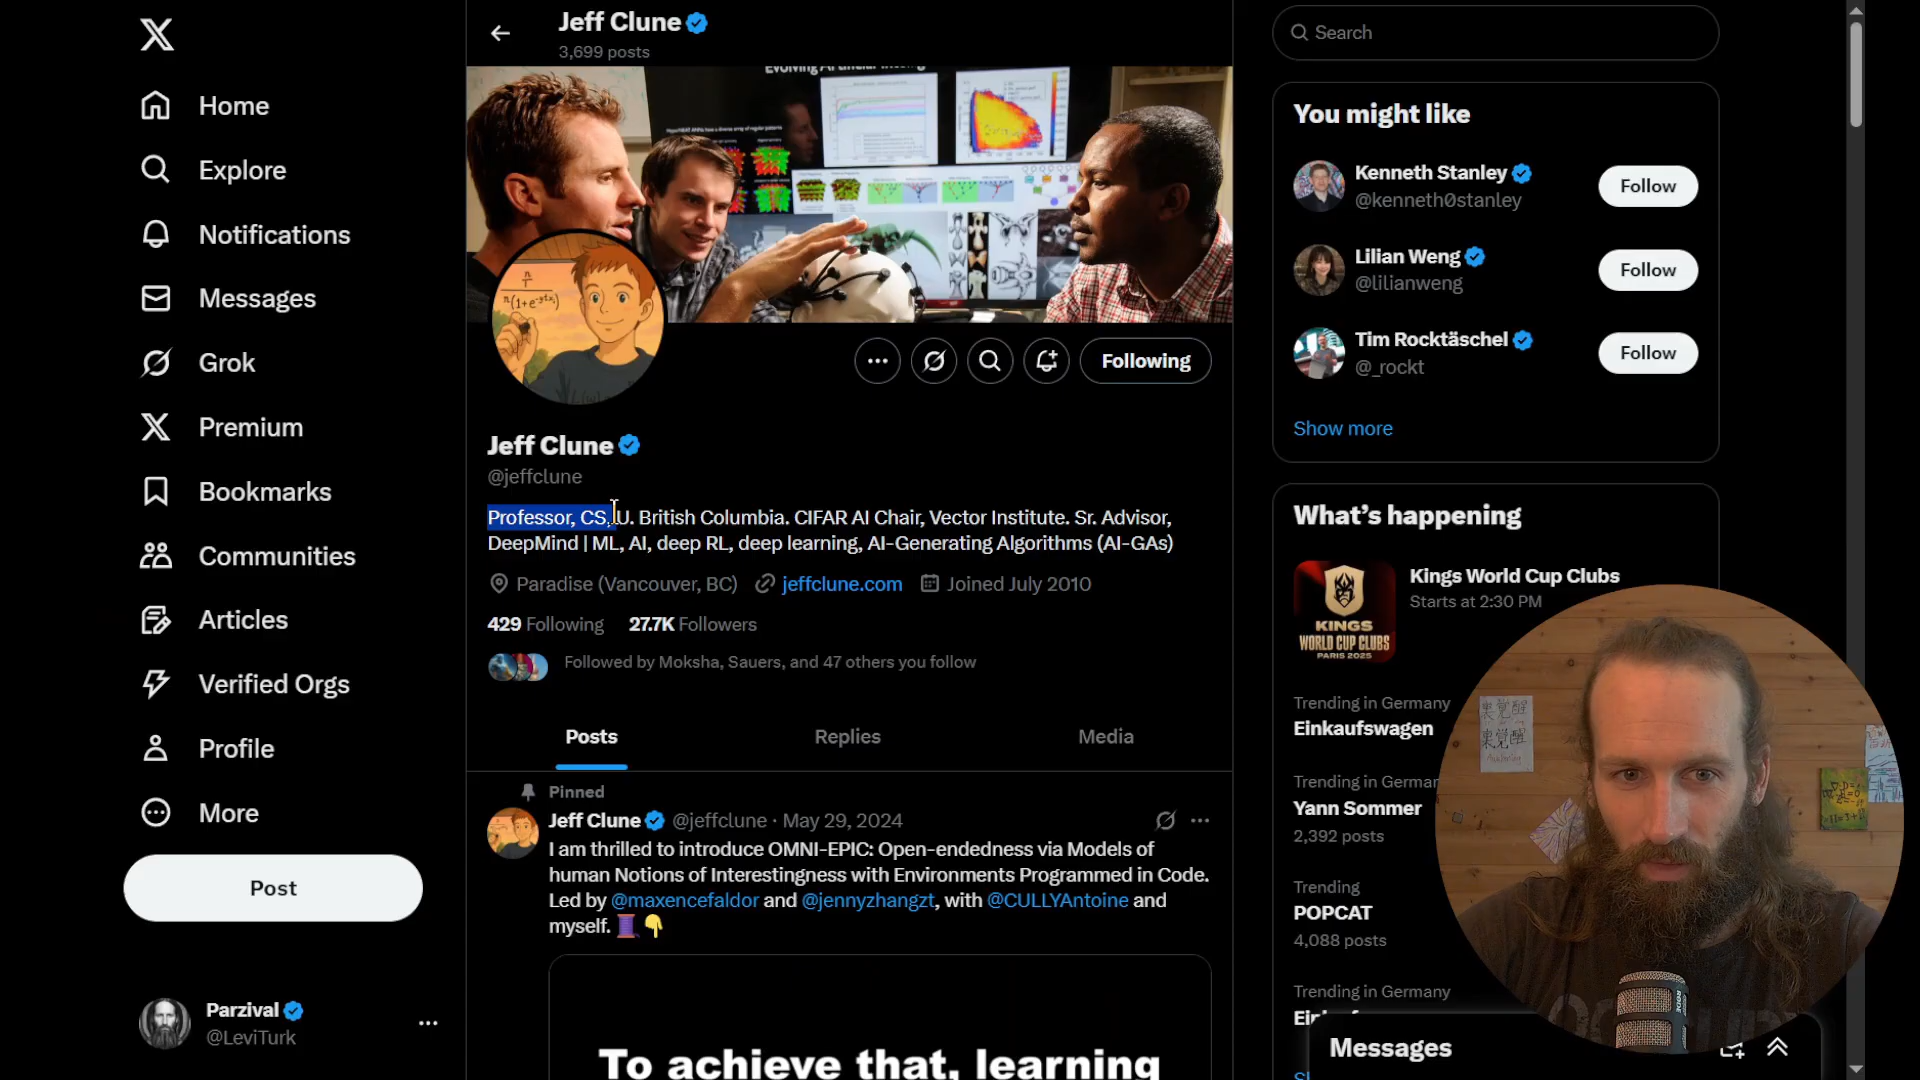 Jeff Clune
3,699 posts
Search
Home
Explore
Notifications
Messages
Grok
Premium
Bookmarks
Communities
Articles
Verified Orgs
Profile
More
Post
Parzival
@LeviTurk
Following
Jeff Clune
@jeffclune
Professor, CS, U. British Columbia. CIFAR AI Chair, Vector Institute. Sr. Advisor,
DeepMind | ML, AI, deep RL, deep learning, AI-Generating Algorithms (AI-GAs)
Paradise (Vancouver, BC) jeffclune.com Joined July 2010
429 Following 27.7K Followers
Followed by Moksha, Sauers, and 47 others you follow
Posts Replies Media
Pinned
Jeff Clune @jeffclune · May 29, 2024
I am thrilled to introduce OMNI-EPIC: Open-endedness via Models of
human Notions of Interestingness with Environments Programmed in Code.
Led by @maxencefaldor and @jennyzhangzt, with @CULLYAntoine and
myself.
To achieve that, learning
You might like
Kenneth Stanley
@kenneth0stanley
Follow
Lilian Weng
@lilianweng
Follow
Tim Rocktäschel
@_rockt
Follow
Show more
What's happening
Kings World Cup Clubs
Starts at 2:30 PM
KINGS
WORLD CUP CLUBS
PARIS 2025
Trending in Germany
Einkaufswagen
Trending in German
Yann Sommer
2,392 posts
Trending
POPCAT
4,088 posts
Trending in Germany
Messages